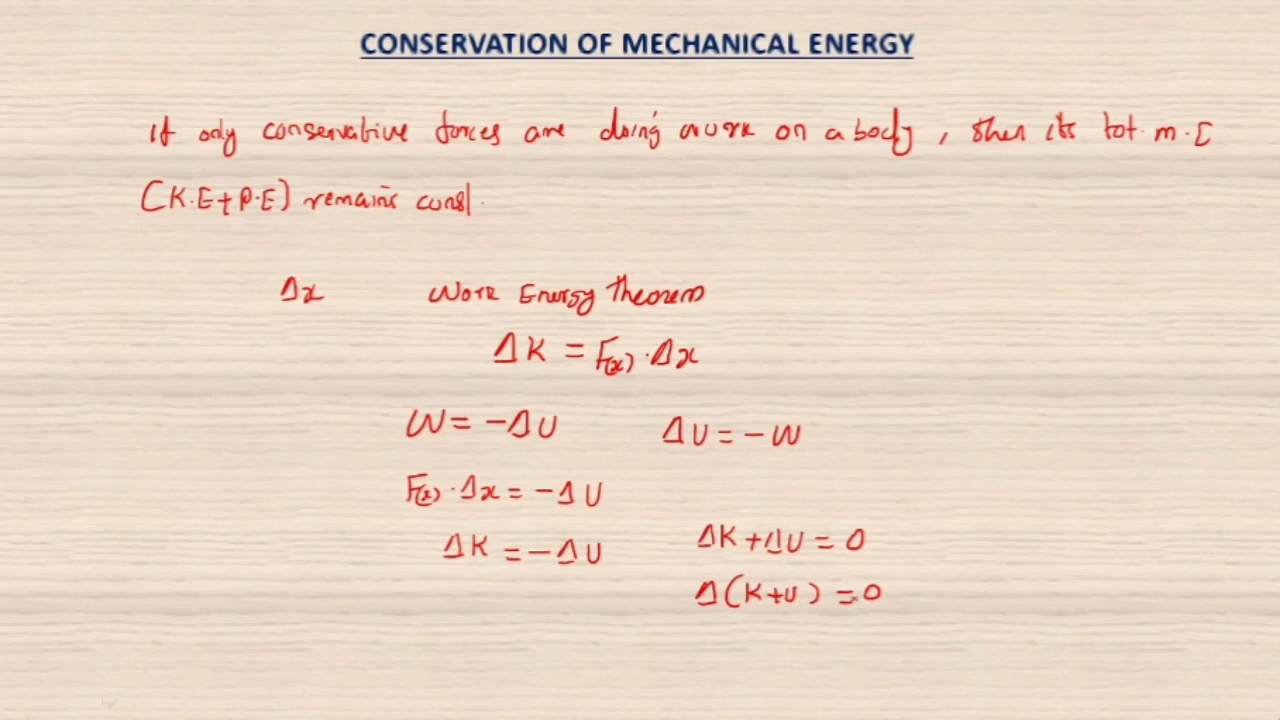 CONSERVATION OF MECHANICAL ENERGY
If only conservative forces are doing work on a body, then its tot. m. E
(K.E+P.E) remains const.
Δx Work Energy Theorem
ΔK = F(x) · Δx
W = -ΔU ΔU = -W
F(x) · Δx = -ΔU
ΔK = -ΔU ΔK + ΔU = 0
Δ(K+U) = 0